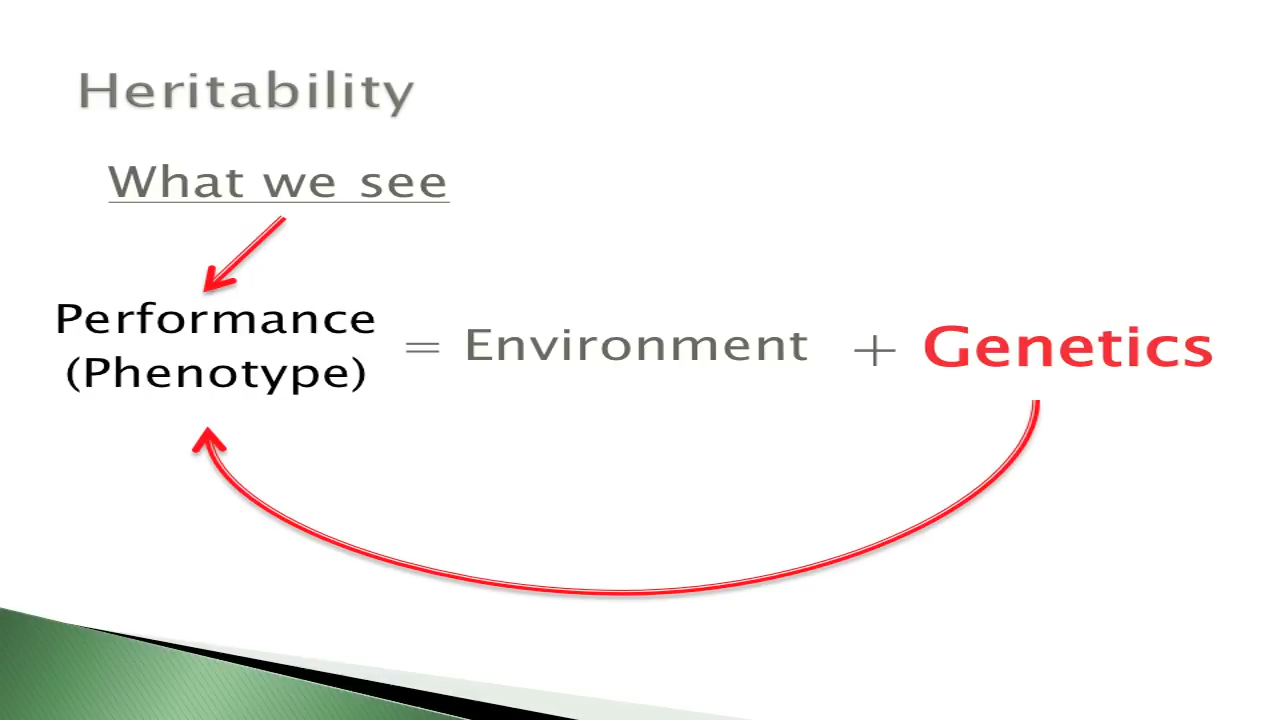 Heritability
What we see
Performance
(Phenotype)
= Environment + Genetics